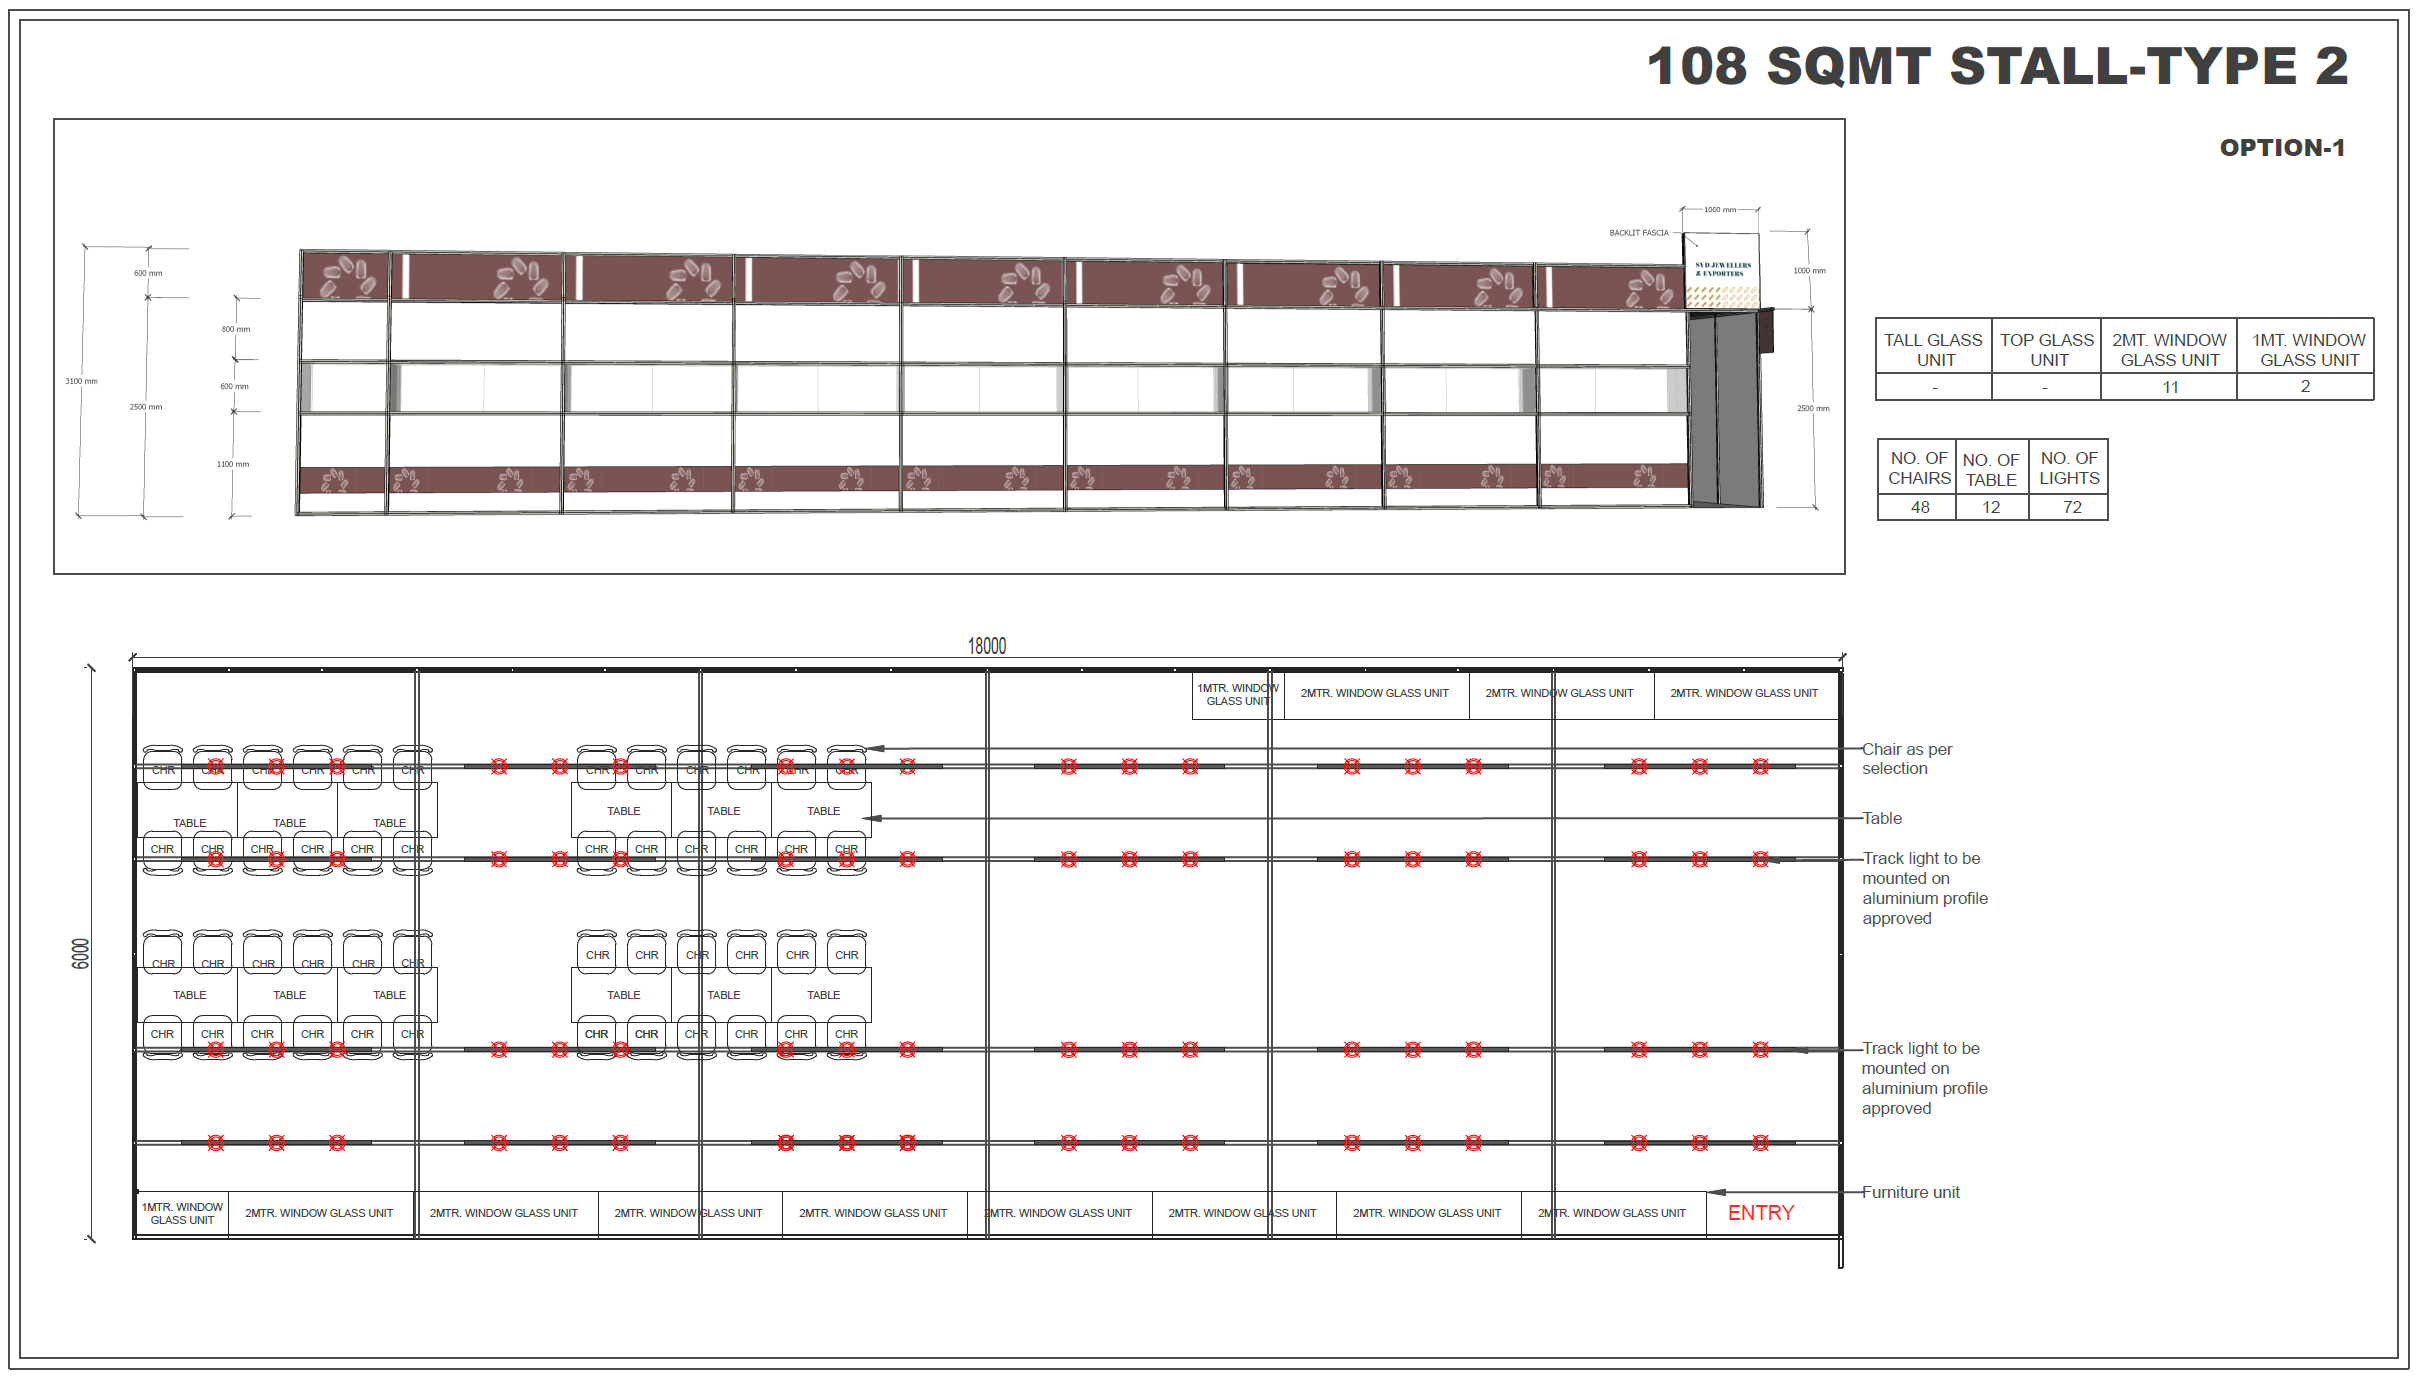 108 SQMT STALL-TYPE 2
OPTION-1
1000 mm
BACKLIT FASCIA
SVD JEWELLERS
& EXPORTERS
1000 mm
2500 mm
600 mm
800 mm
600 mm
3100 mm
2500 mm
1100 mm
TALL GLASS UNIT
TOP GLASS UNIT
2MT. WINDOW GLASS UNIT
1MT. WINDOW GLASS UNIT
- - 11 2
NO. OF CHAIRS
NO. OF TABLE
NO. OF LIGHTS
48 12 72
18000
6000
1MTR. WINDOW
GLASS UNIT
2MTR. WINDOW GLASS UNIT
2MTR. WINDOW GLASS UNIT
2MTR. WINDOW GLASS UNIT
CHR CHR CHR CHR CHR CHR CHR CHR CHR CHR CHR CHR
TABLE TABLE TABLE TABLE TABLE TABLE
CHR CHR CHR CHR CHR CHR CHR CHR CHR CHR CHR CHR
CHR CHR CHR CHR CHR CHR CHR CHR CHR CHR CHR CHR
TABLE TABLE TABLE TABLE TABLE TABLE
CHR CHR CHR CHR CHR CHR CHR CHR CHR CHR CHR CHR
Chair as per
selection
Table
Track light to be
mounted on
aluminium profile
approved
Track light to be
mounted on
aluminium profile
approved
Furniture unit
1MTR. WINDOW
GLASS UNIT
2MTR. WINDOW GLASS UNIT
2MTR. WINDOW GLASS UNIT
2MTR. WINDOW GLASS UNIT
2MTR. WINDOW GLASS UNIT
2MTR. WINDOW GLASS UNIT
2MTR. WINDOW GLASS UNIT
2MTR. WINDOW GLASS UNIT
2MTR. WINDOW GLASS UNIT
ENTRY